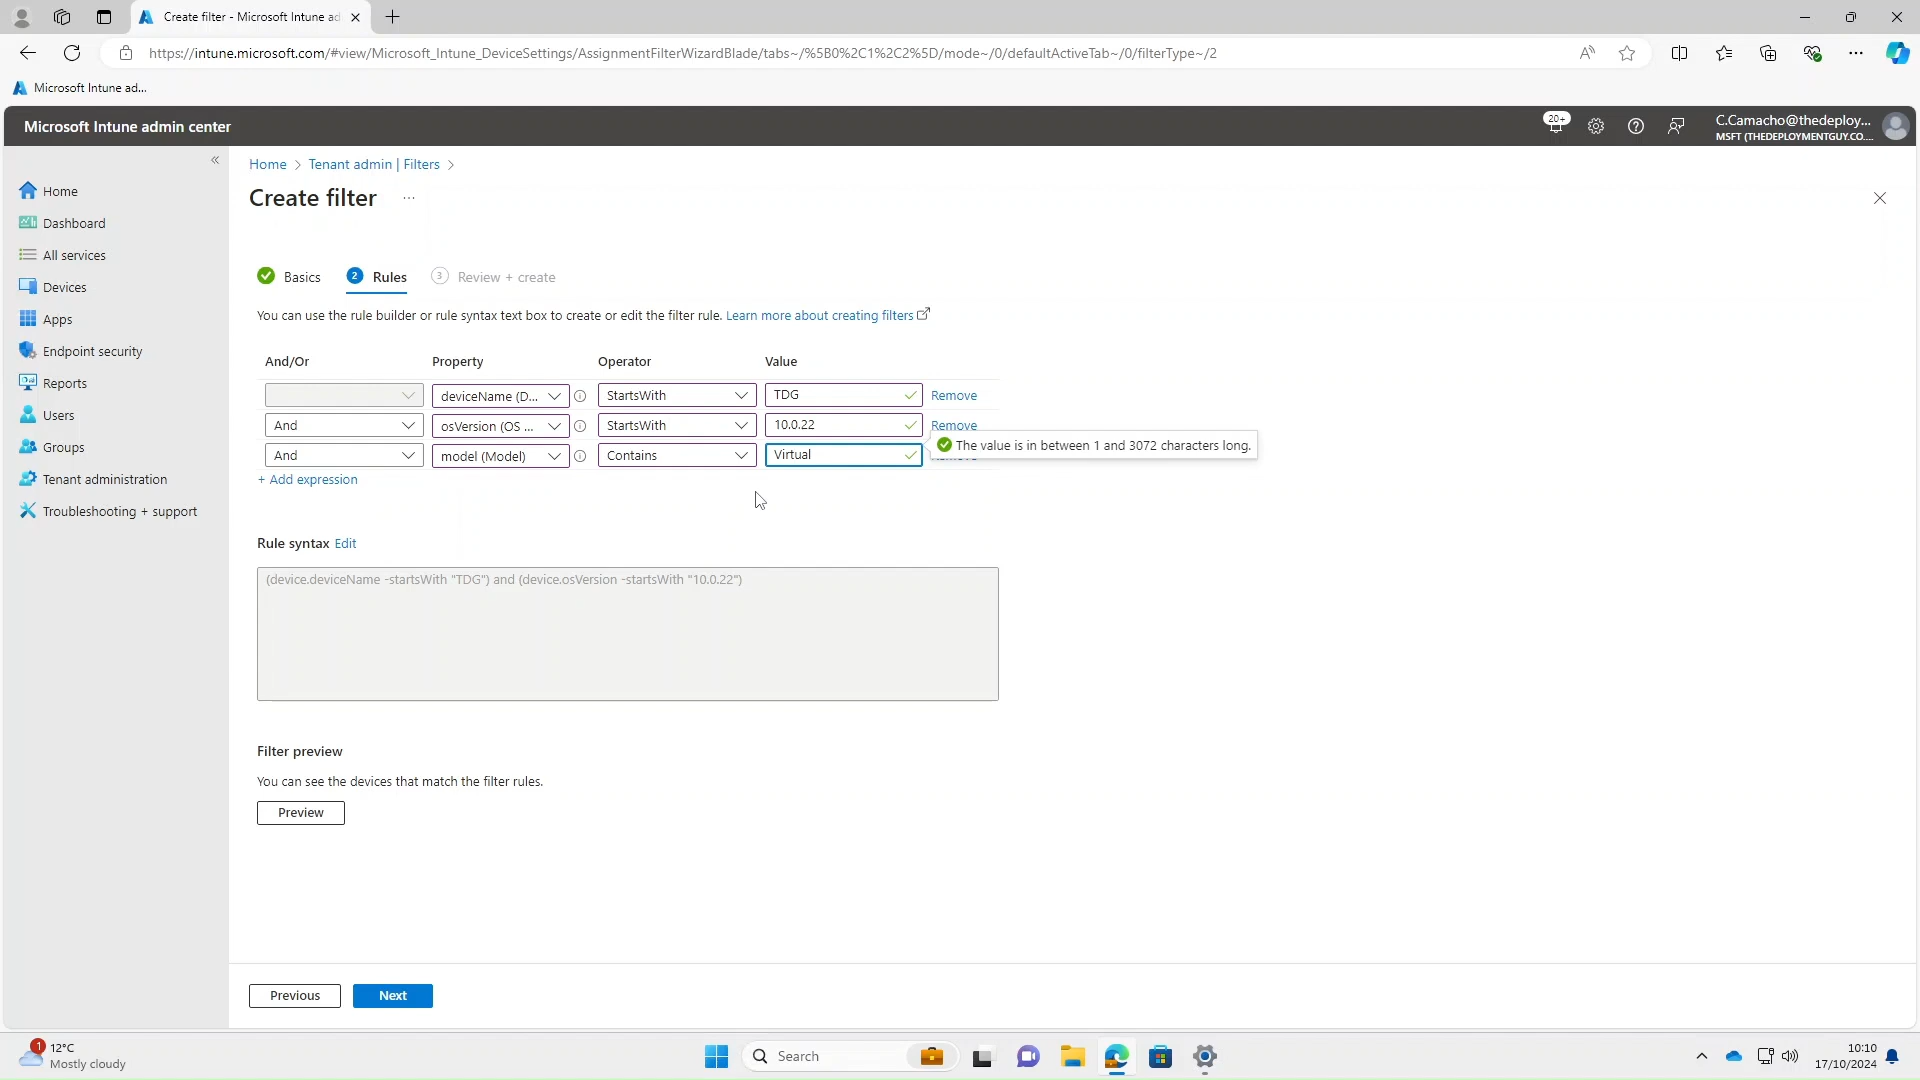 Create filter - Microsoft Intune ad
https://intune.microsoft.com/#view/Microsoft_Intune_DeviceSettings/AssignmentFilterWizardBlade/tabs~/%5B0%2C1%2C2%5D/mode~/0/defaultActiveTab~/0/filterType~/2
Microsoft Intune ad...
Microsoft Intune admin center
20+
C.Camacho@thedeploy...
MSFT (THEDEPLOYMENTGUY.CO....
Home > Tenant admin | Filters >
Create filter ...
Home
Dashboard
All services
Devices
Apps
Endpoint security
Reports
Users
Groups
Tenant administration
Troubleshooting + support
Basics 2 Rules 3 Review + create
You can use the rule builder or rule syntax text box to create or edit the filter rule. Learn more about creating filters
And/Or Property Operator Value
deviceName (D... StartsWith TDG Remove
And osVersion (OS ... StartsWith 10.0.22 Remove
And model (Model) Contains Virtual
The value is in between 1 and 3072 characters long.
+ Add expression
Rule syntax Edit
(device.deviceName -startsWith "TDG") and (device.osVersion -startsWith "10.0.22")
Filter preview
You can see the devices that match the filter rules.
Preview
Previous Next
1
12°C
Mostly cloudy
Search
10:10
17/10/2024